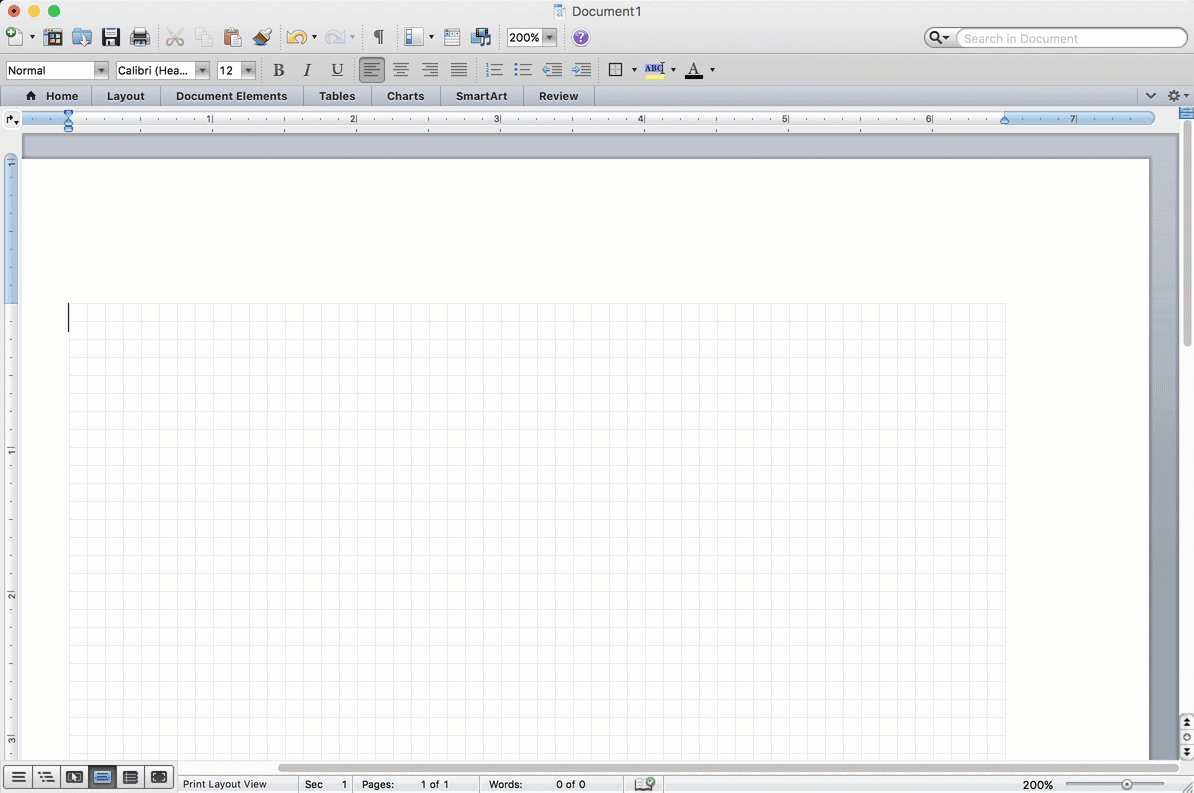 Document1
200%
Search in Document
Normal Calibri (Hea... 12 B I U ABC A
Home Layout Document Elements Tables Charts SmartArt Review
1 2 3 4 5 6 7
1
1
2
3
Print Layout View Sec 1 Pages: 1 of 1 Words: 0 of 0 200%